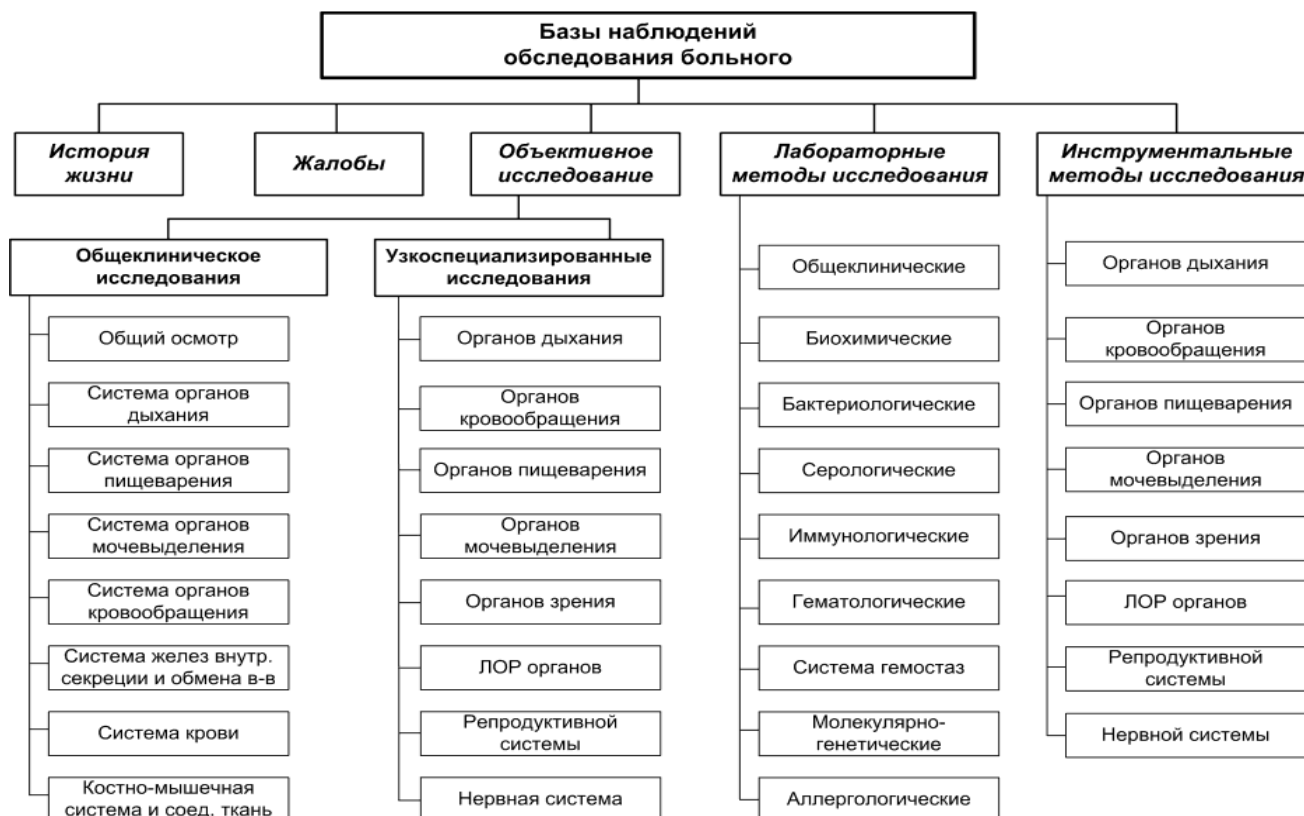 Базы наблюдений
обследования больного
История
жизни
Жалобы
Объективное
исследование
Лабораторные
методы исследования
Инструментальные
методы исследования
Общеклиническое
исследования
Общий осмотр
Система органов
дыхания
Система органов
пищеварения
Система органов
мочевыделения
Система органов
кровообращения
Система желез внутр.
секреции и обмена в-в
Система крови
Костно-мышечная
система и соед. ткань
Узкоспециализированные
исследования
Органов дыхания
Органов
кровообращения
Органов пищеварения
Органов
мочевыделения
Органов зрения
ЛОР органов
Репродуктивной
системы
Нервная система
Общеклинические
Биохимические
Бактериологические
Серологические
Иммунологические
Гематологические
Система гемостаз
Молекулярно-
генетические
Аллергологические
Органов дыхания
Органов
кровообращения
Органов пищеварения
Органов
мочевыделения
Органов зрения
ЛОР органов
Репродуктивной
системы
Нервной системы